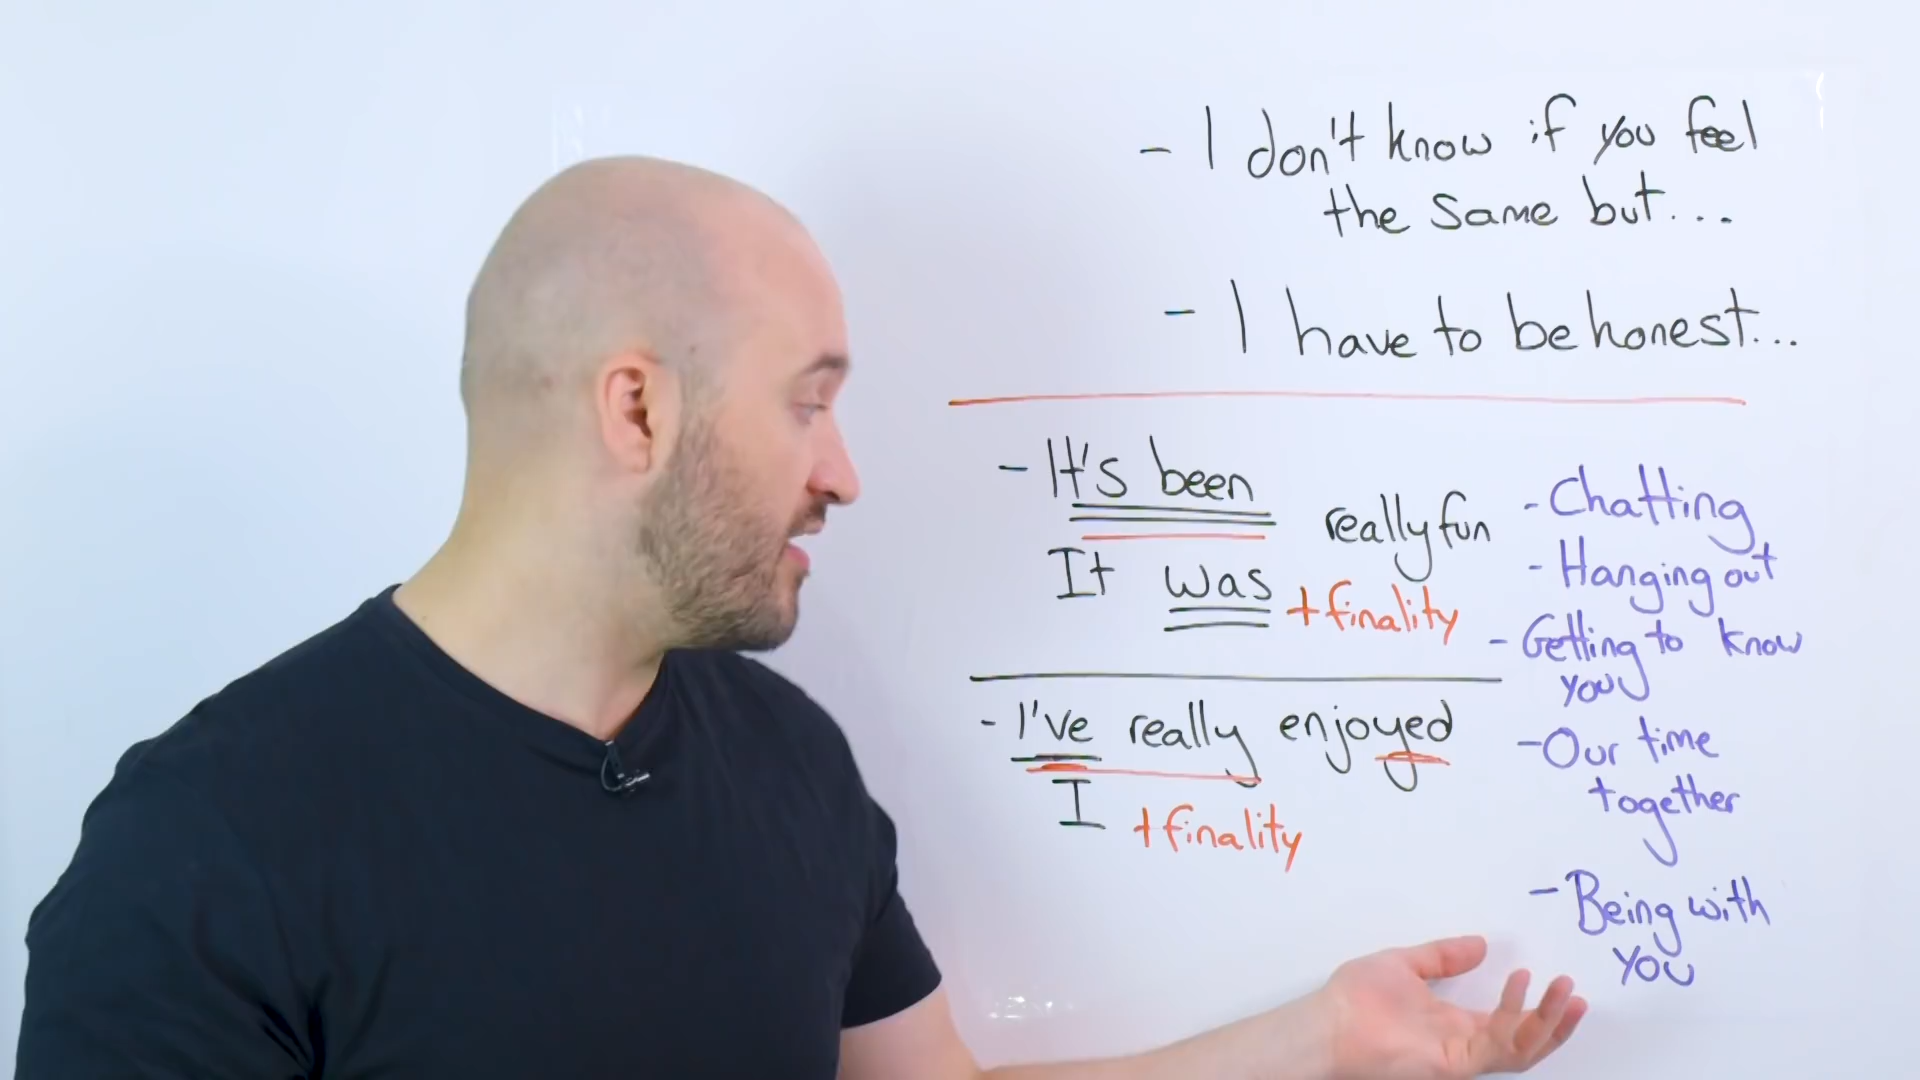 - I don't know if you feel
the same but...
- I have to be honest...
- It's been
really fun
It was + finality
- I've really enjoyed
I + finality
- Chatting
- Hanging out
- Getting to know
you
- Our time
together
- Being with
you